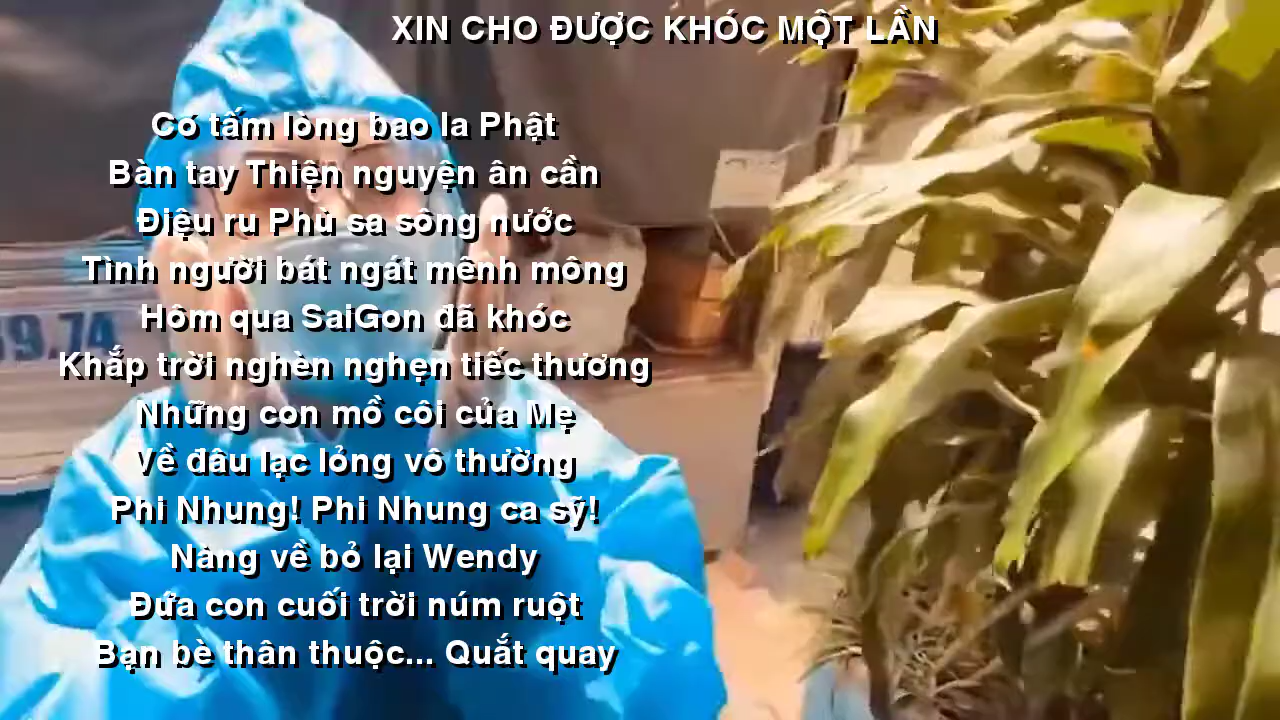 XIN CHO ĐƯỢC KHÓC MỘT LẦN
Có tấm lòng bao la Phật
Bàn tay Thiện nguyện ân cần
Điệu ru Phù sa sông nước
Tình người bát ngát mênh mông
Hôm qua SaiGon đã khóc
Khắp trời nghèn nghẹn tiếc thương
39.74
Những con mồ côi của Mẹ
Về đâu lạc lỏng vô thường
Phi Nhung! Phi Nhung ca sỹ!
Nàng về bỏ lại Wendy
Đứa con cuối trời núm ruột
Bạn bè thân thuộc... Quắt quay